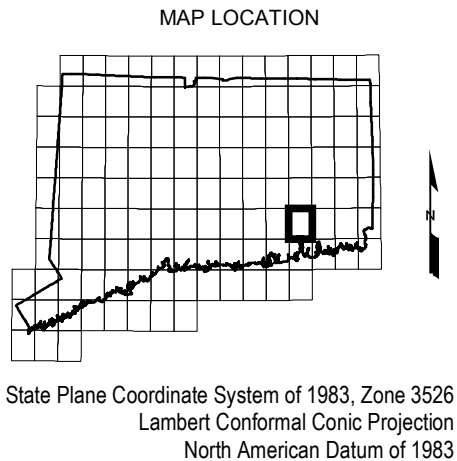 MAP LOCATION
N
State Plane Coordinate System of 1983, Zone 3526
Lambert Conformal Conic Projection
North American Datum of 1983